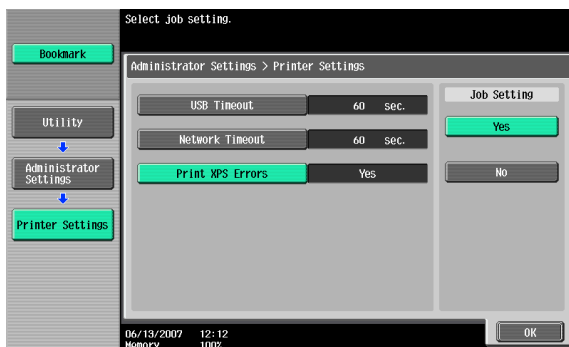 Select job setting.
Bookmark
Administrator Settings > Printer Settings
Utility
Administrator
Settings
Printer Settings
USB Timeout 60 sec.
Network Timeout 60 sec.
Print XPS Errors Yes
Job Setting
Yes
No
06/13/2007 12:12
Memory 100%
OK